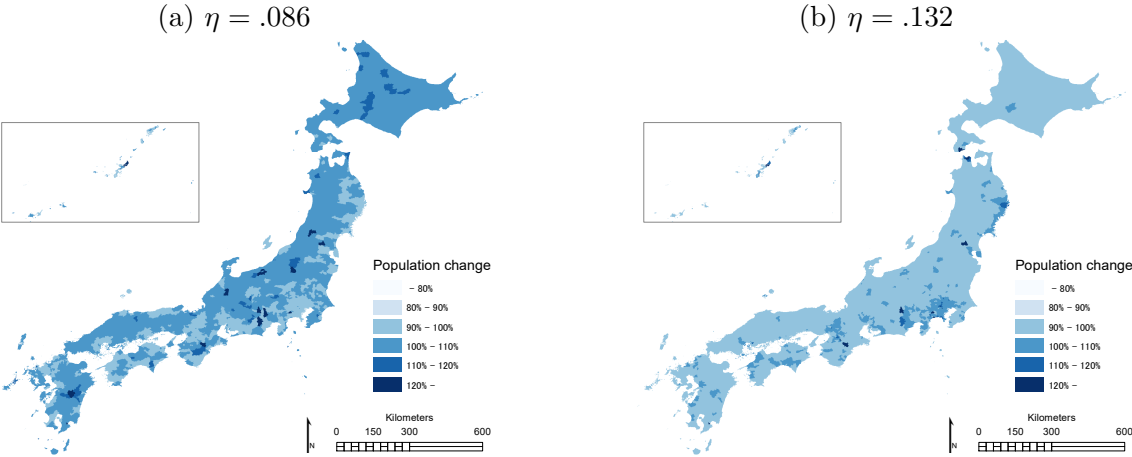 (a) η = .086
Population change
– 80%
80% – 90%
90% – 100%
100% – 110%
110% – 120%
120% –
Kilometers
0 150 300 600
N
(b) η = .132
Population change
– 80%
80% – 90%
90% – 100%
100% – 110%
110% – 120%
120% –
Kilometers
0 150 300 600
N